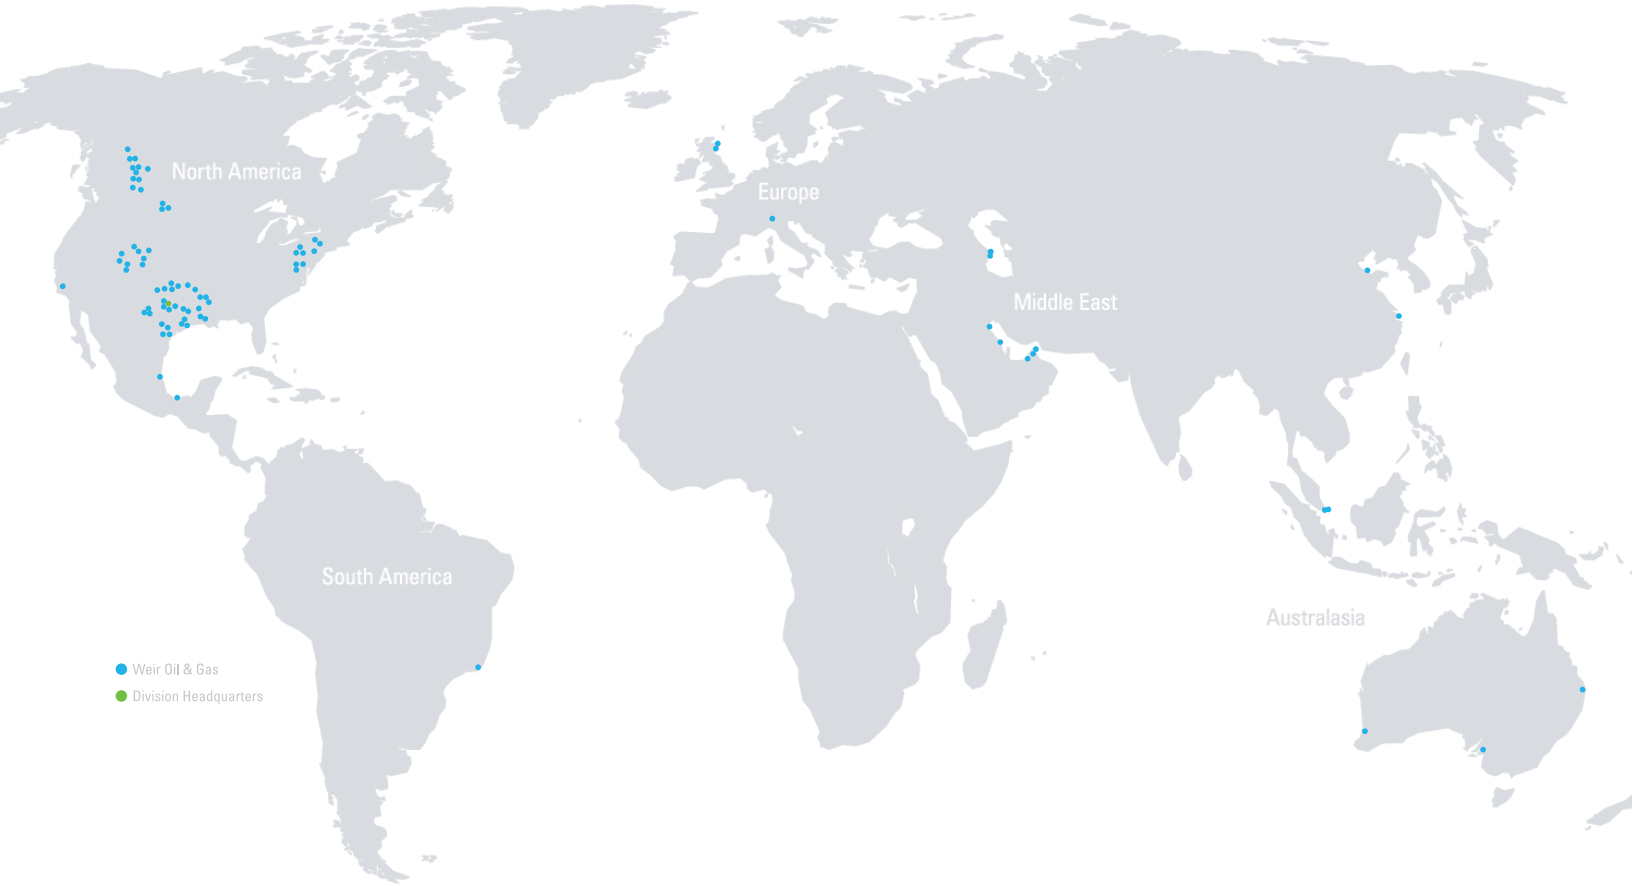 North America
Europe
Middle East
South America
Australasia
Weir Oil & Gas
Division Headquarters